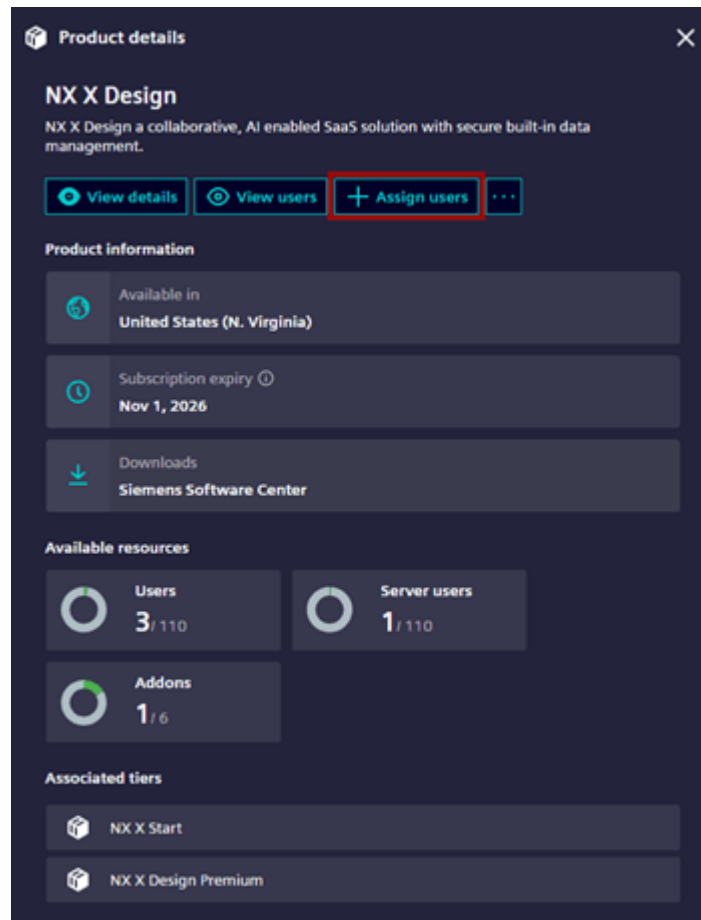 Product details
NX X Design
NX X Design a collaborative, AI enabled SaaS solution with secure built-in data
management.
View details
View users
Assign users
Product information
Available in
United States (N. Virginia)
Subscription expiry
Nov 1, 2026
Downloads
Siemens Software Center
Available resources
Users
3/ 110
Server users
1/ 110
Addons
1/ 6
Associated tiers
NX X Start
NX X Design Premium